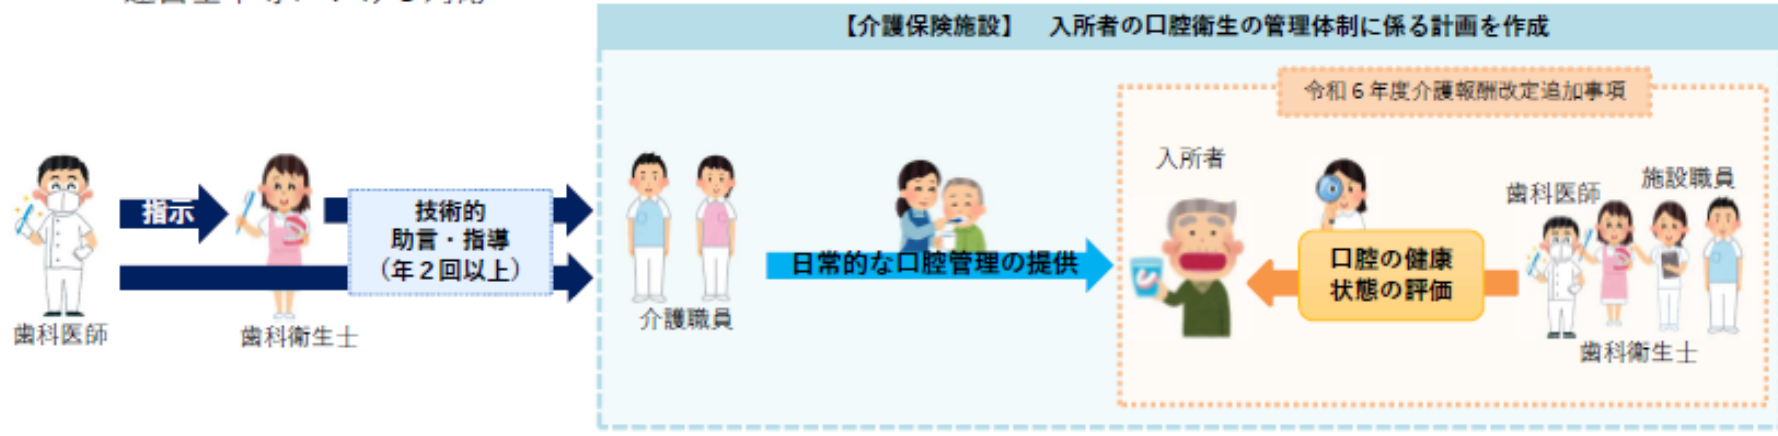 【介護保険施設】　入所者の口腔衛生の管理体制に係る計画を作成
令和６年度介護報酬改定追加事項
指示
技術的
助言・指導
（年２回以上）
歯科医師
歯科衛生士
介護職員
日常的な口腔管理の提供
入所者
口腔の健康
状態の評価
歯科医師
施設職員
歯科衛生士